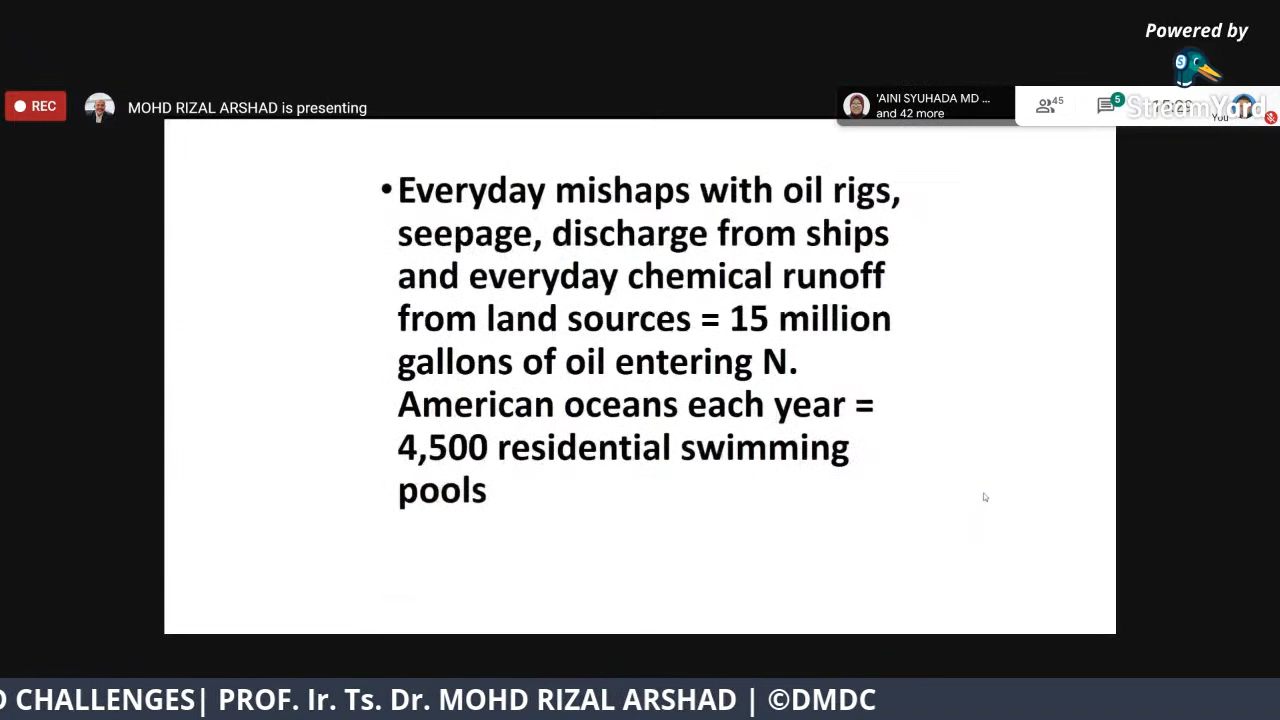 Powered by
REC
MOHD RIZAL ARSHAD is presenting
'AINI SYUHADA MD ...
and 42 more
45
5
StreamYard
You
• Everyday mishaps with oil rigs,
seepage, discharge from ships
and everyday chemical runoff
from land sources = 15 million
gallons of oil entering N.
American oceans each year =
4,500 residential swimming
pools
CHALLENGES| PROF. Ir. Ts. Dr. MOHD RIZAL ARSHAD | ©DMDC